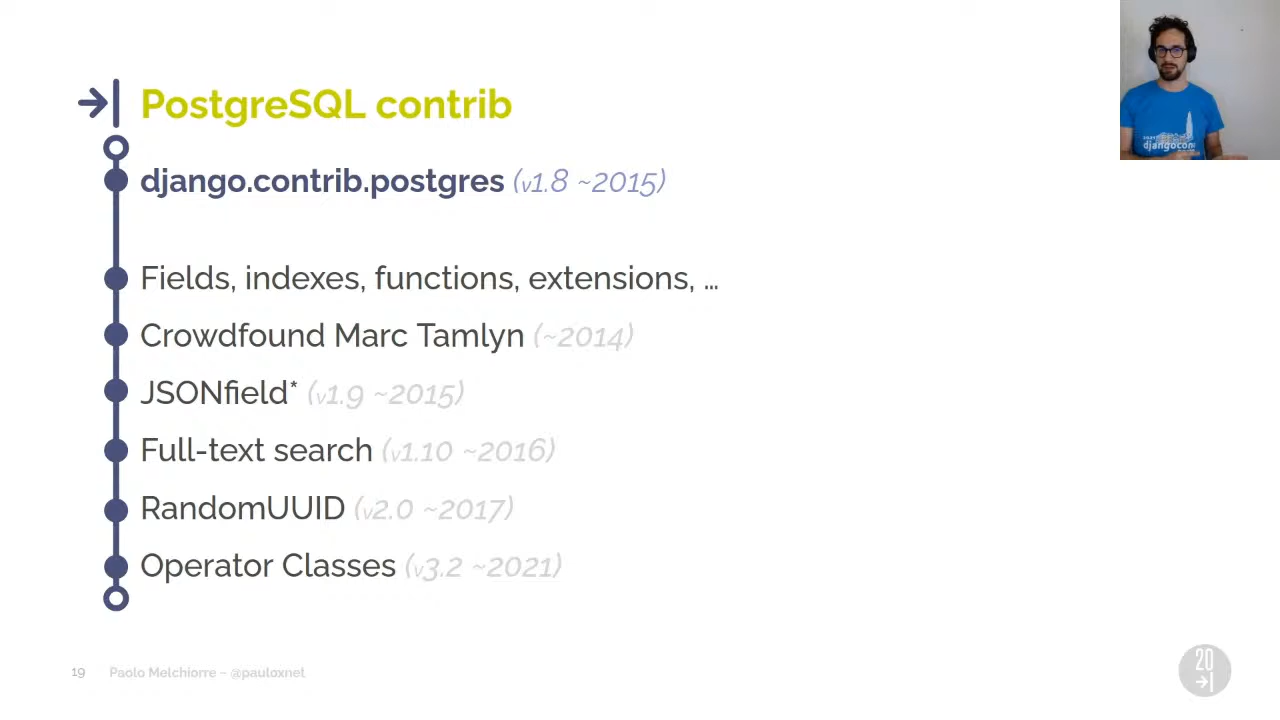 PostgreSQL contrib
django.contrib.postgres (v1.8 ~2015)
Fields, indexes, functions, extensions, …
Crowdfound Marc Tamlyn (~2014)
JSONfield* (v1.9 ~2015)
Full-text search (v1.10 ~2016)
RandomUUID (v2.0 ~2017)
Operator Classes (v3.2 ~2021)
19 Paolo Melchiorre – @pauloxnet
20
djangocon